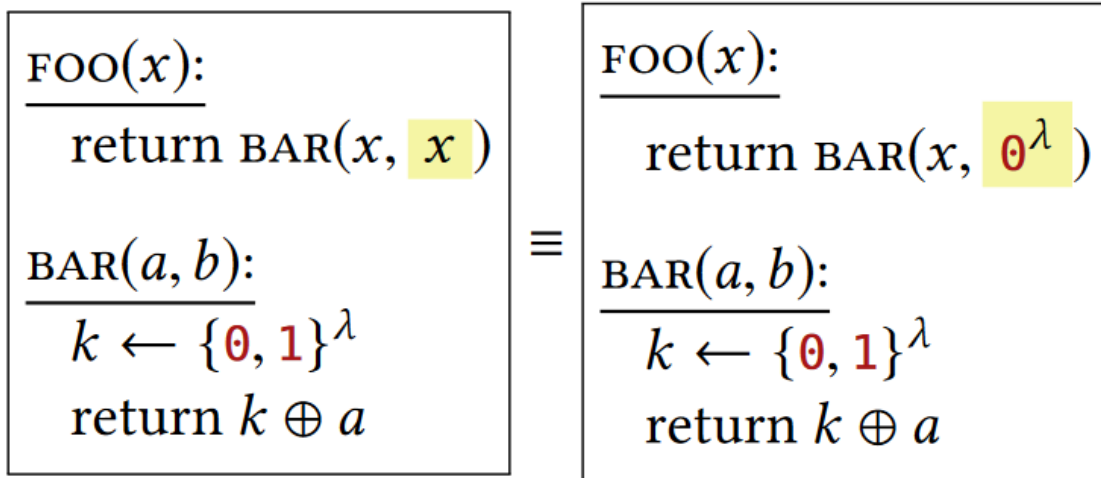 FOO(x):
return BAR(x, x)
BAR(a, b):
k ← {0, 1}^λ
return k ⊕ a
≡
FOO(x):
return BAR(x, 0^λ)
BAR(a, b):
k ← {0, 1}^λ
return k ⊕ a